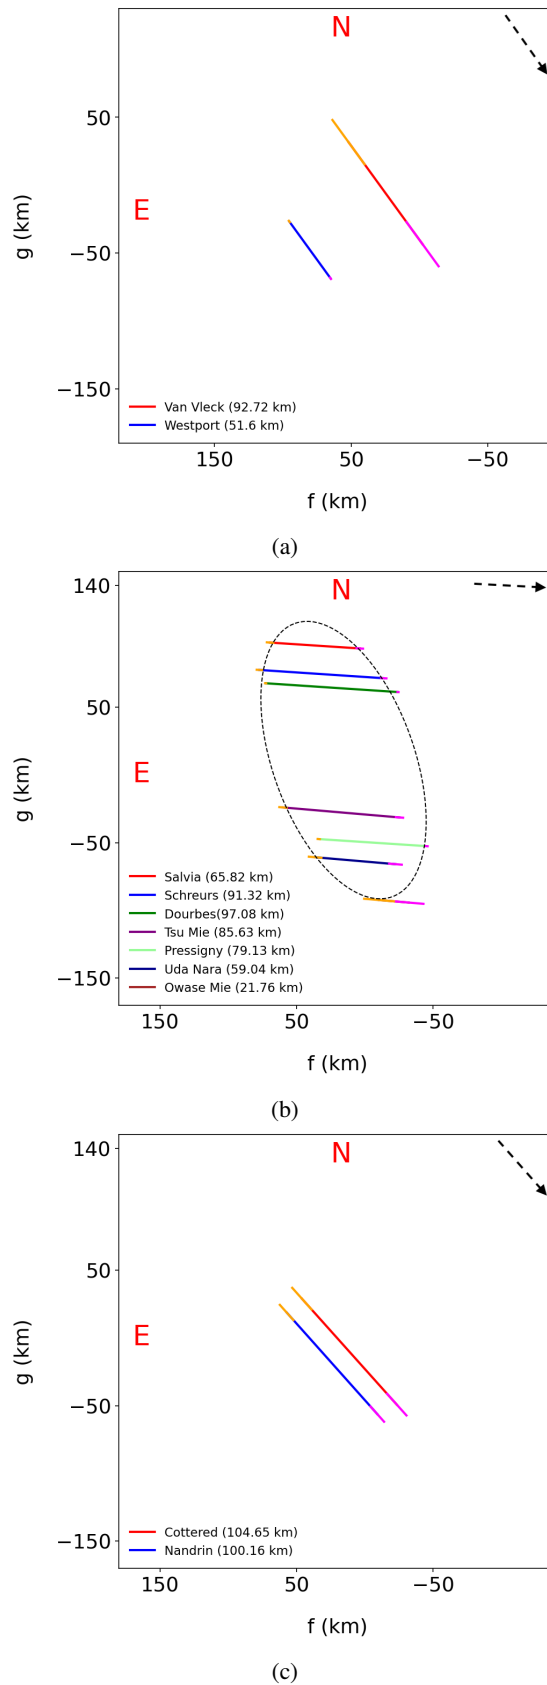 N
E
50
−50
−150
g (km)
150
50
−50
f (km)
Van Vleck (92.72 km)
Westport (51.6 km)
(a)
N
E
140
50
−50
−150
g (km)
150
50
−50
f (km)
Salvia (65.82 km)
Schreurs (91.32 km)
Dourbes(97.08 km)
Tsu Mie (85.63 km)
Pressigny (79.13 km)
Uda Nara (59.04 km)
Owase Mie (21.76 km)
(b)
N
E
140
50
−50
−150
g (km)
150
50
−50
f (km)
Cottered (104.65 km)
Nandrin (100.16 km)
(c)